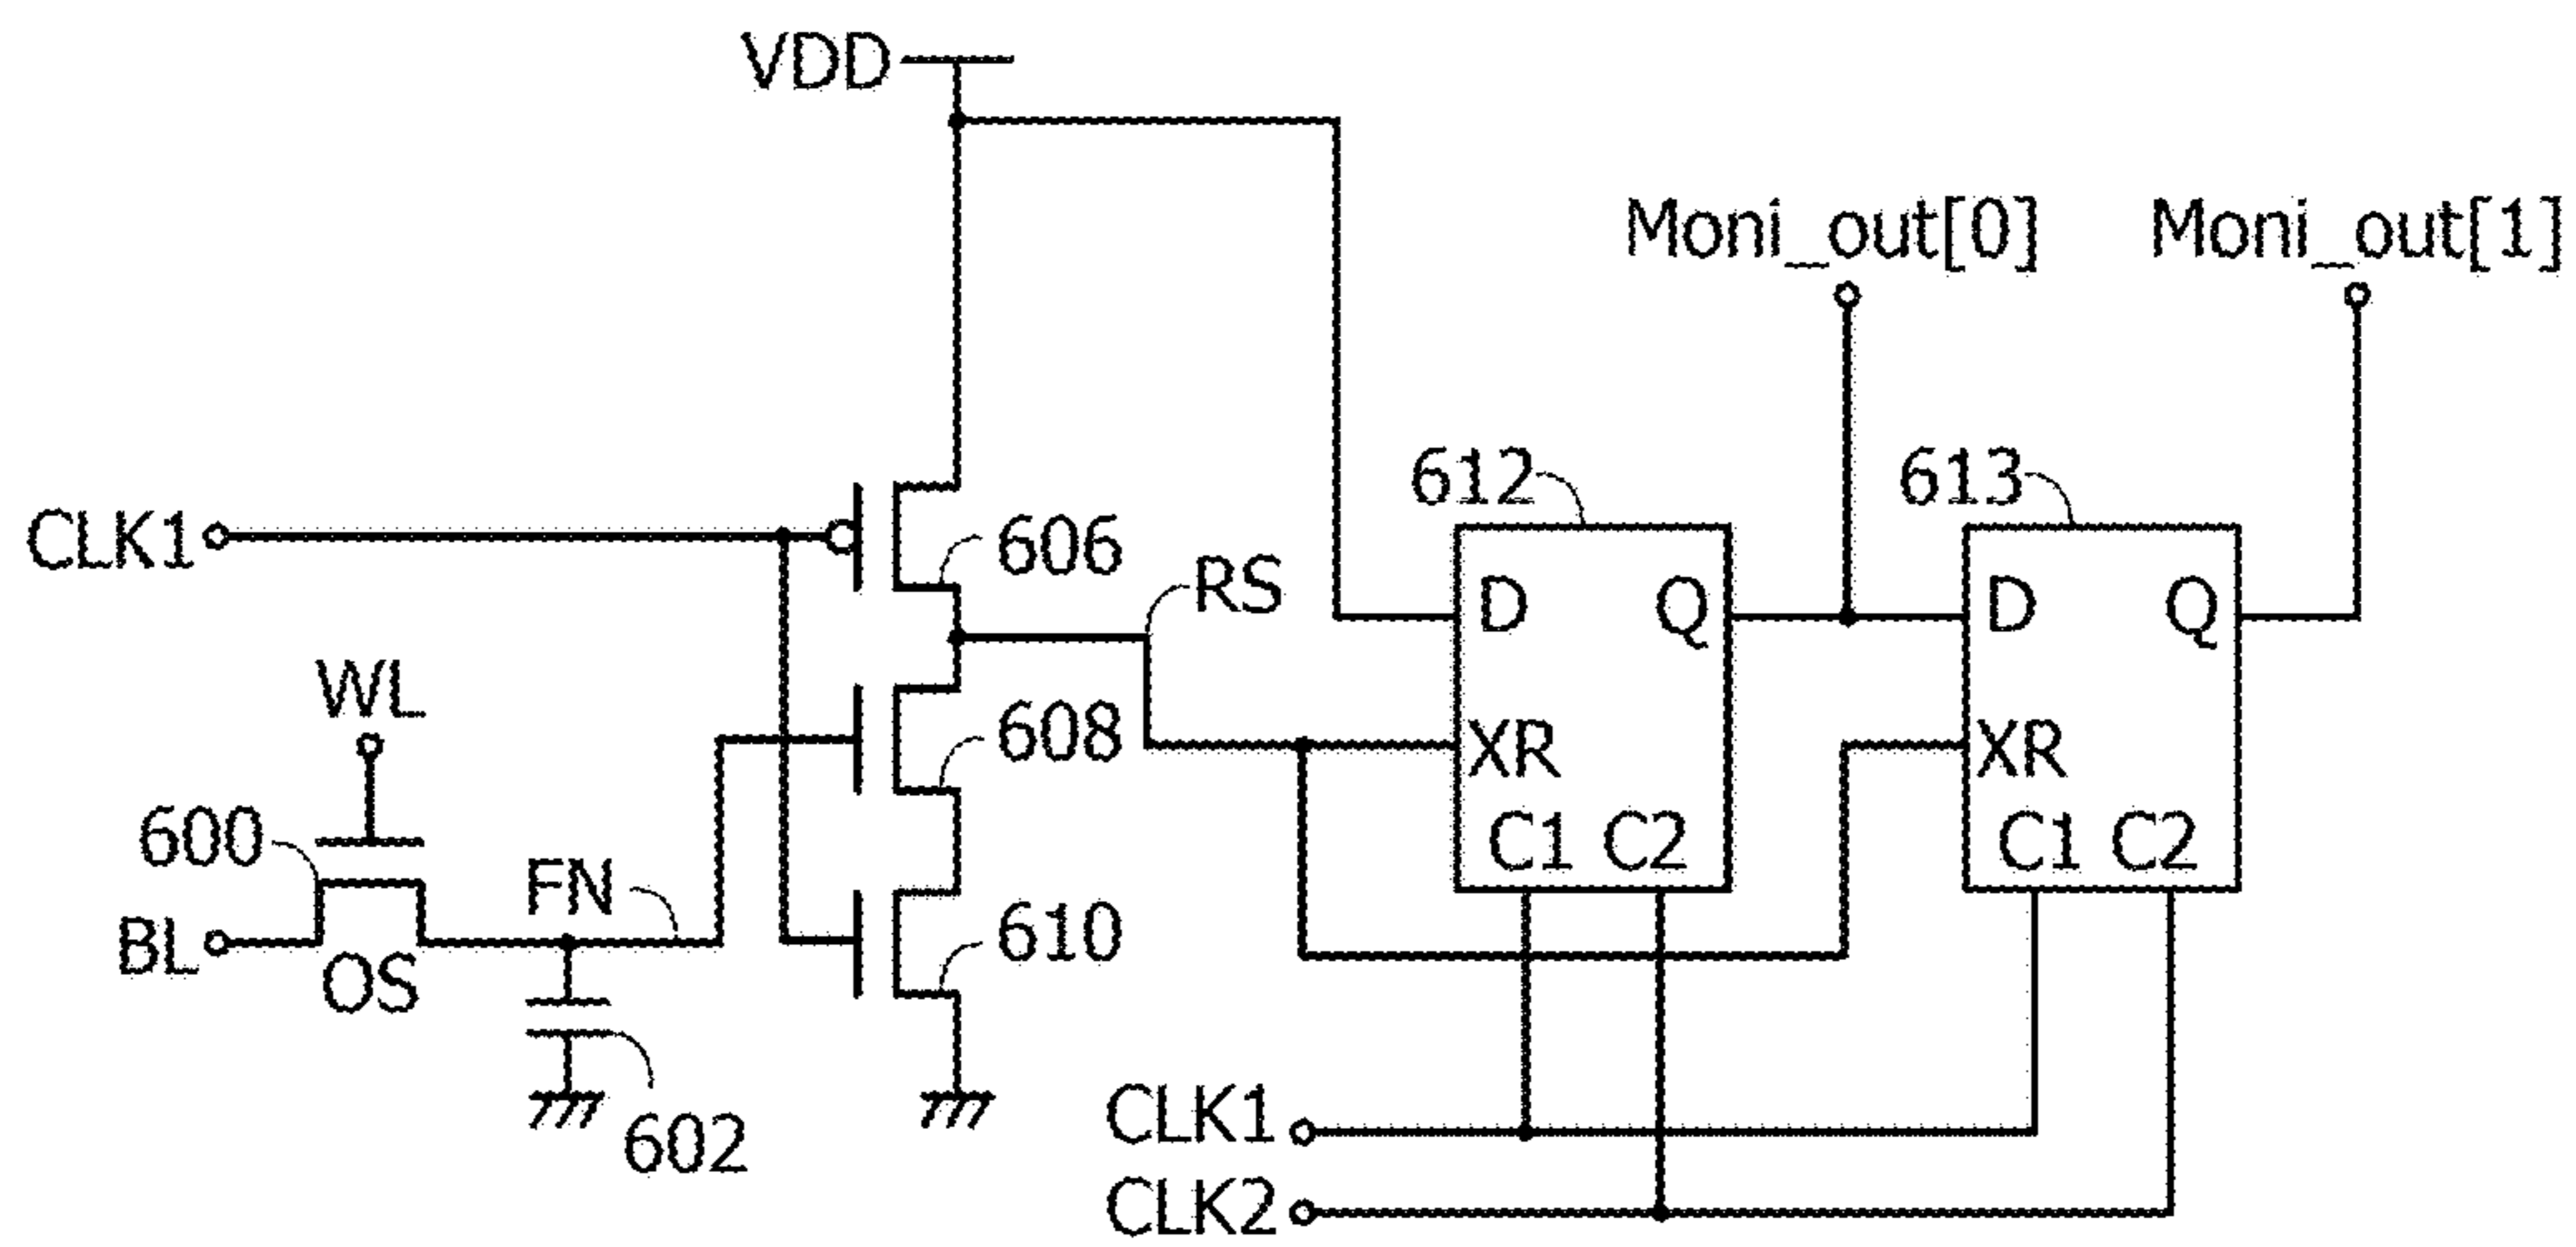 VDD
Moni_out[0]
Moni_out[1]
CLK1
606
RS
612
613
D
Q
D
Q
WL
608
XR
XR
600
FN
C1 C2
C1 C2
BL
OS
610
602
CLK1
CLK2